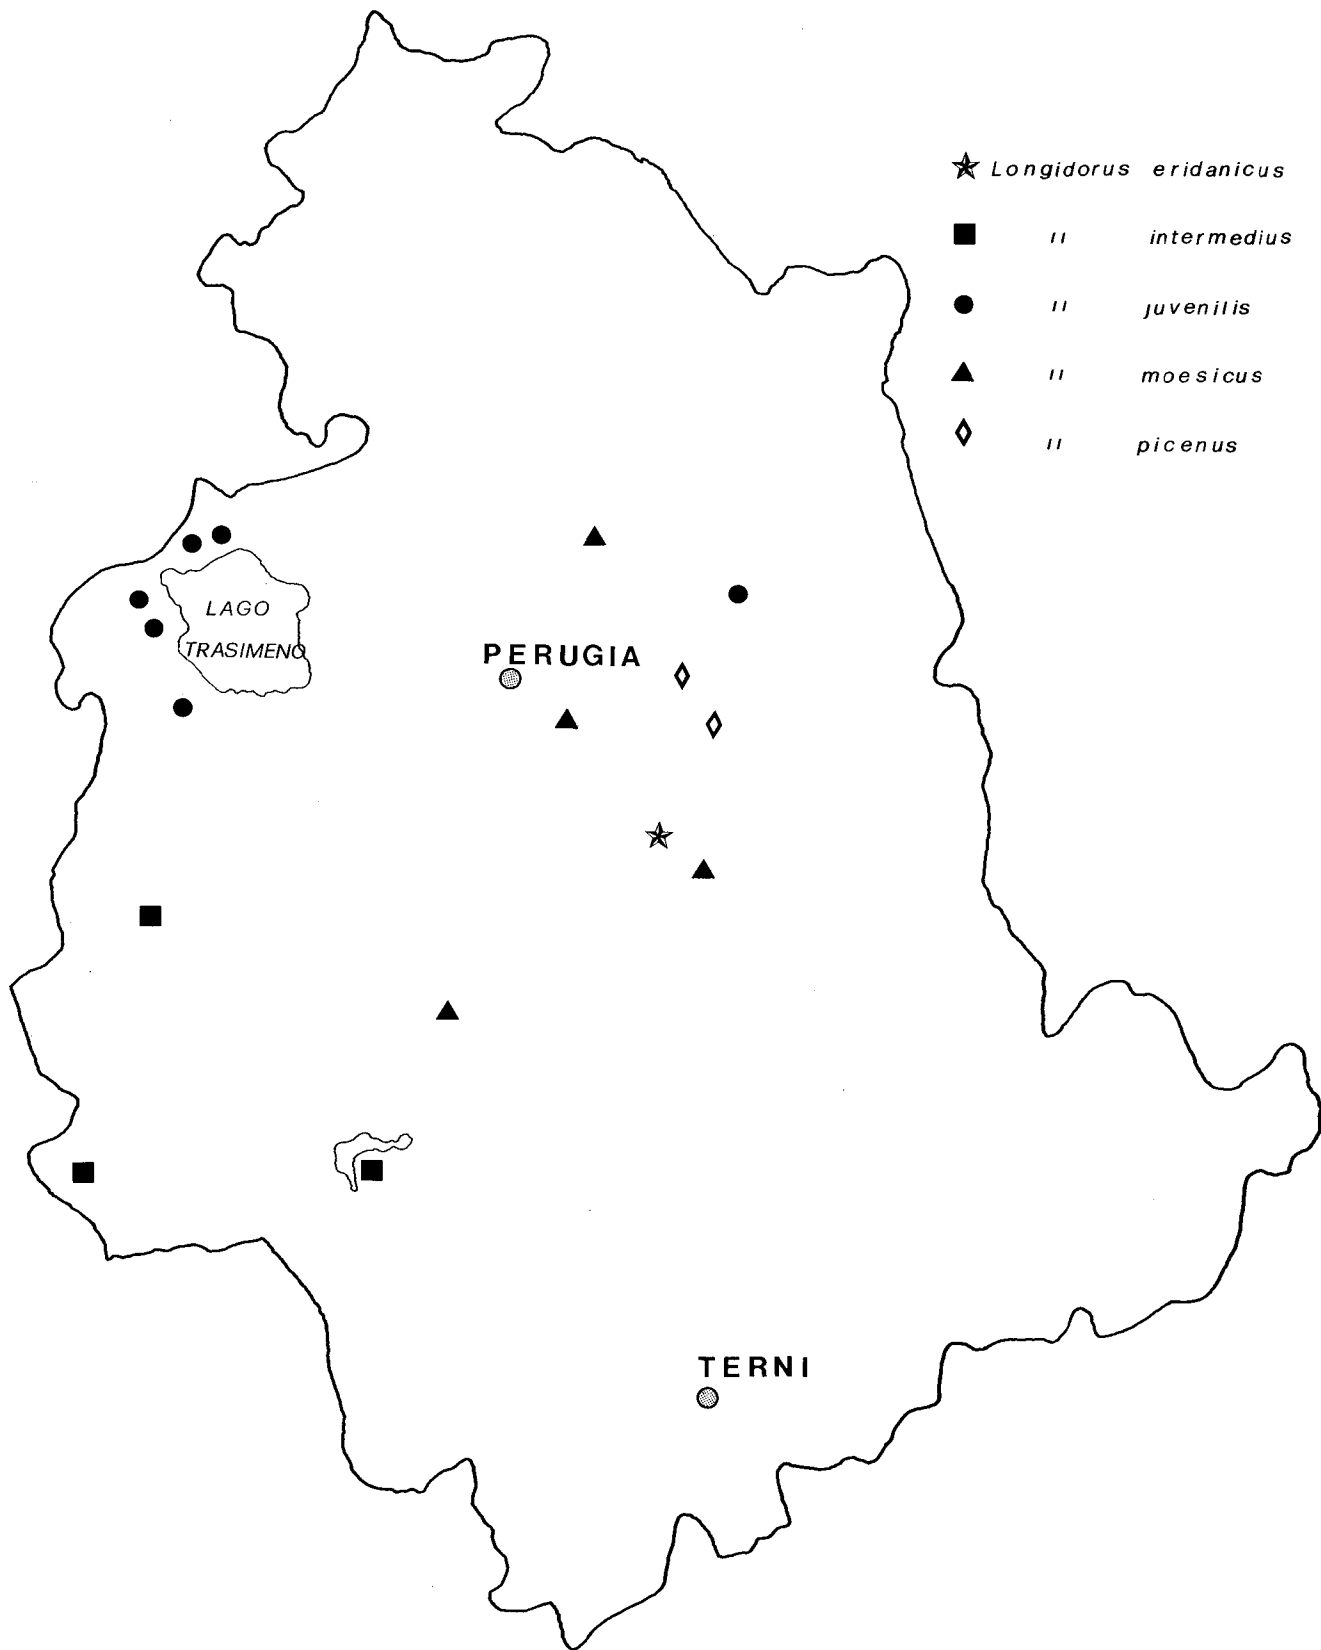 Longidorus eridanicus
" intermedius
" juvenilis
" moesicus
" picenus
LAGO
TRASIMENO
PERUGIA
TERNI